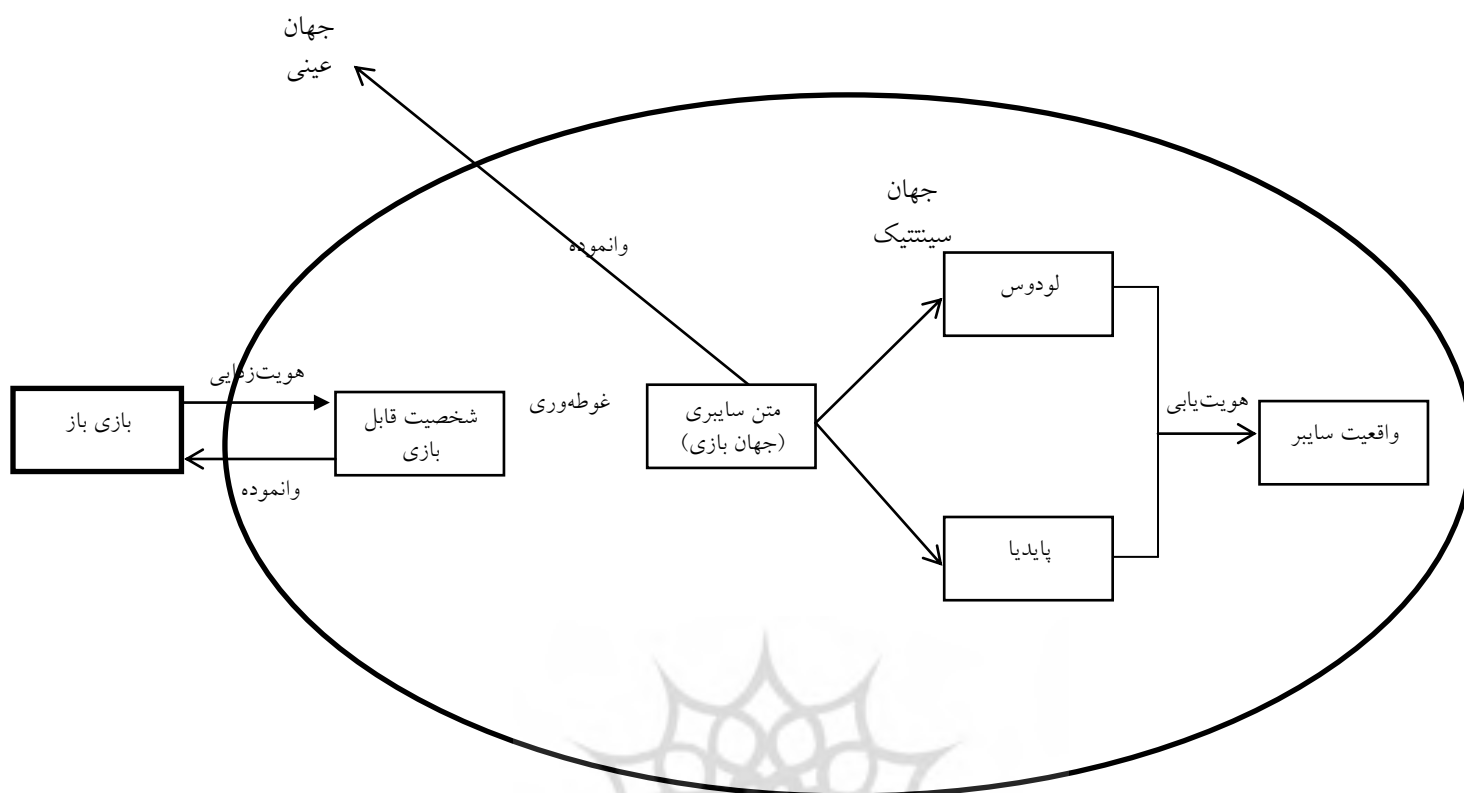 جهان
عینی
جهان
سینتتیک
وانموده
لودوس
هویت‌زدایی
بازی باز
شخصیت قابل
بازی
غوطه‌وری
متن سایبری
(جهان بازی)
هویت‌یابی
واقعیت سایبر
وانموده
پایدیا